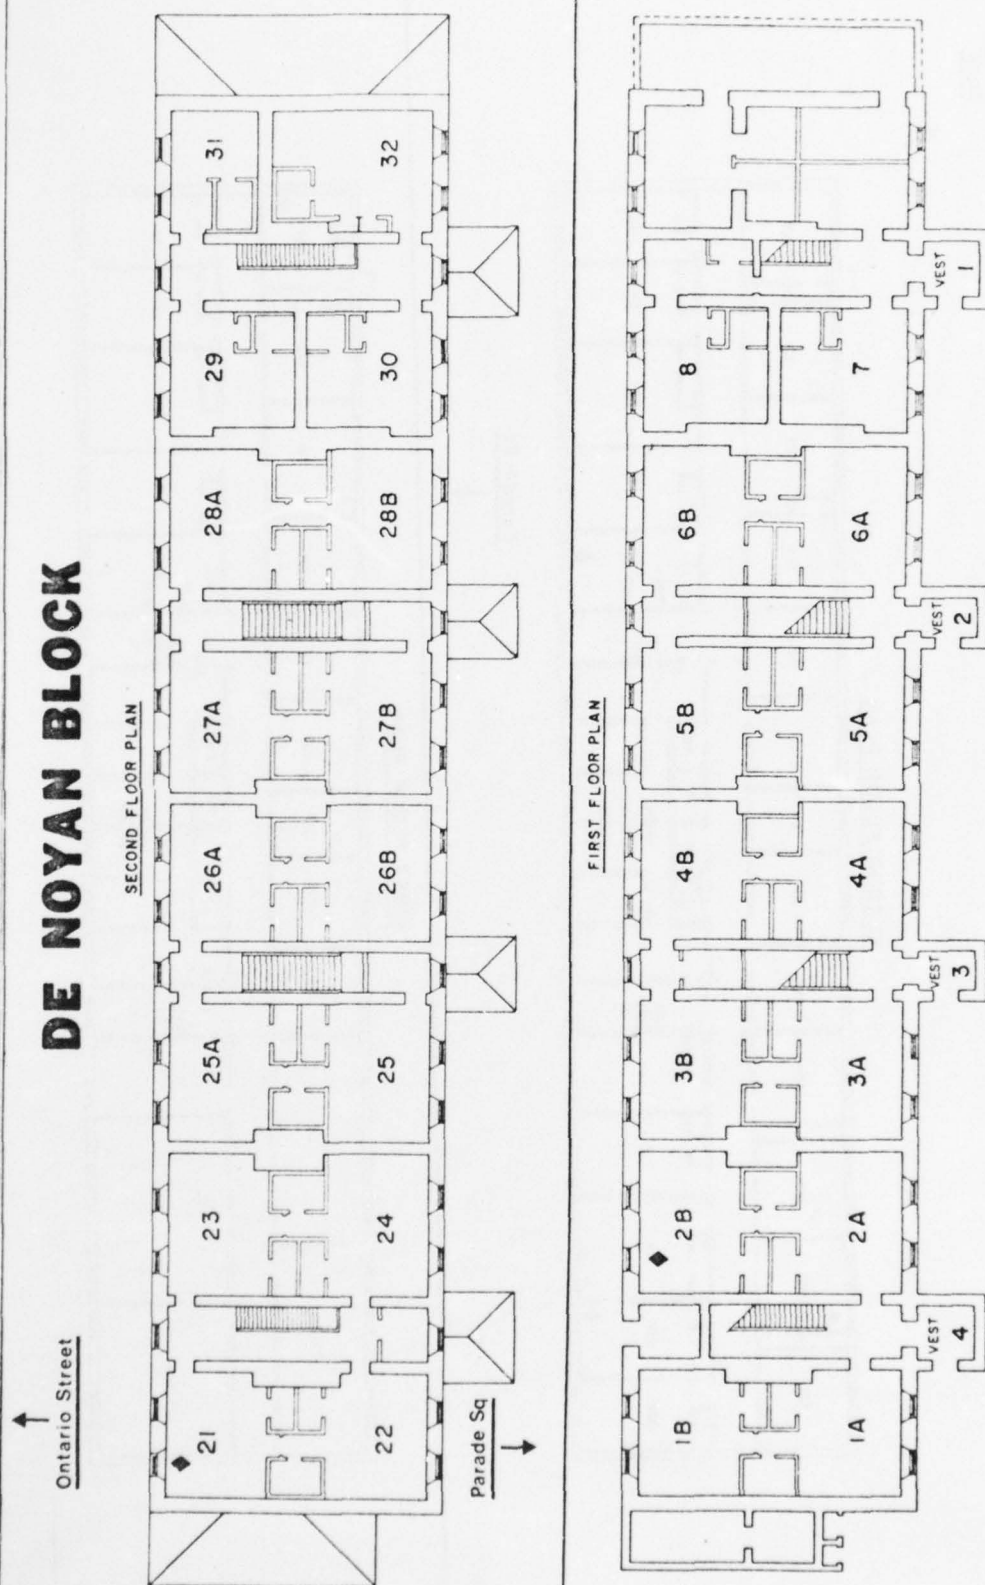 DE NOYAN BLOCK
SECOND FLOOR PLAN
Ontario Street
21
23
25A
26A
27A
28A
29
31
22
24
25
26B
27B
28B
30
32
Parade Sq
FIRST FLOOR PLAN
1B
2B
3B
4B
5B
6B
8
1A
2A
3A
4A
5A
6A
7
VEST
4
VEST
3
VEST
2
VEST
1